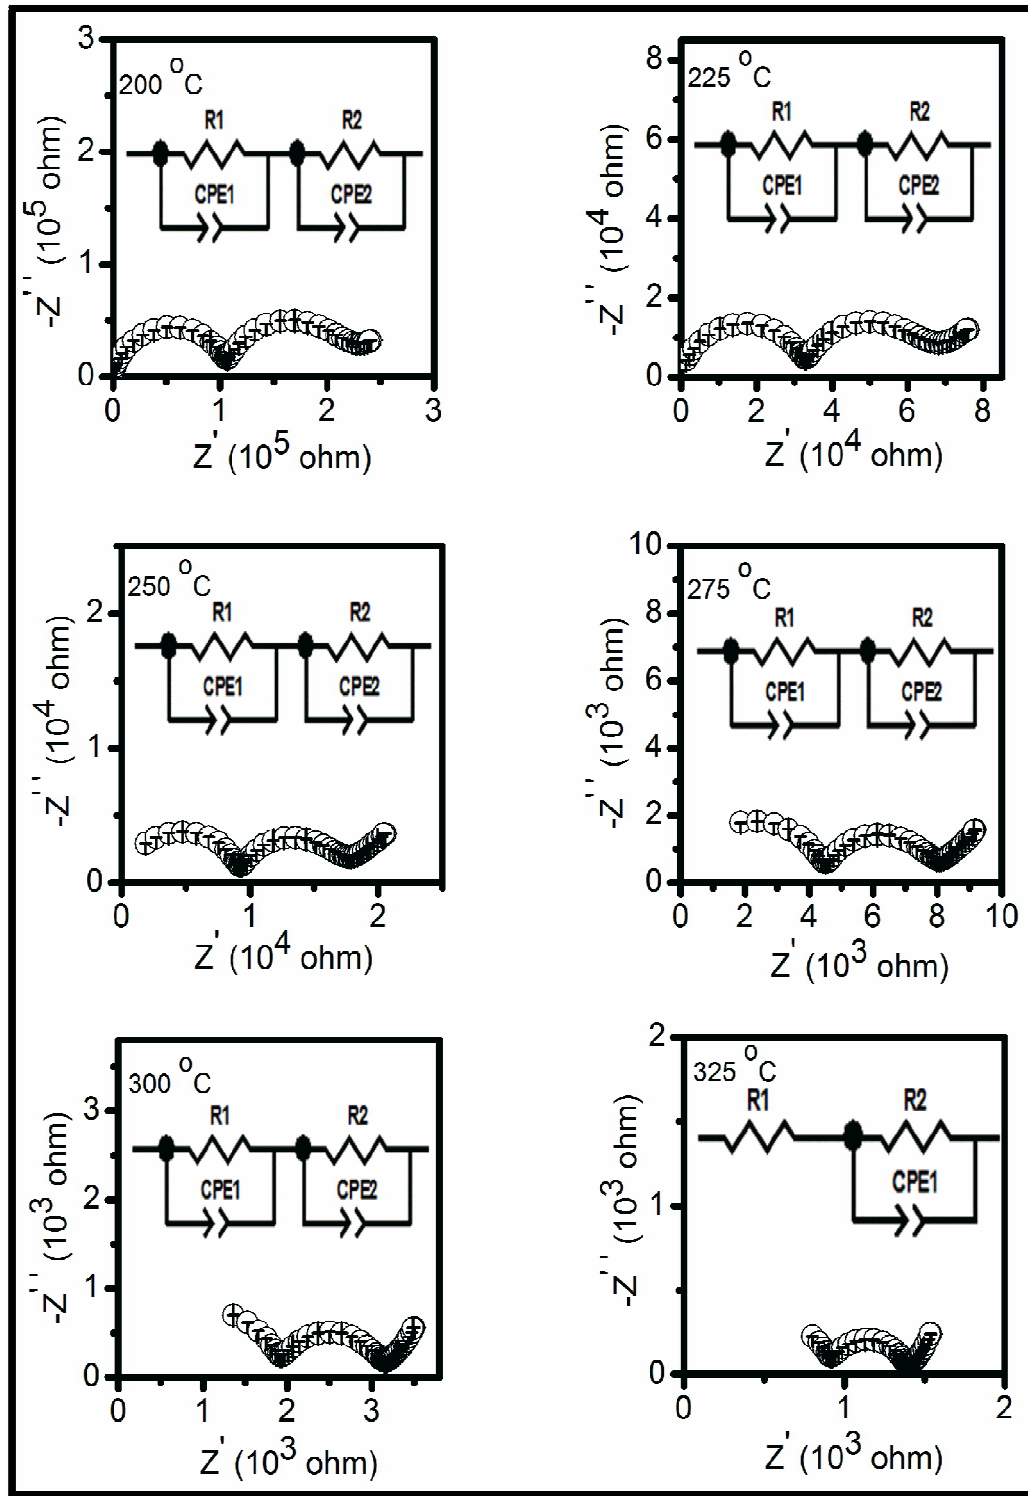 200 °C
R1 R2
CPE1 CPE2
3
2
1
0
-Z'' (10^5 ohm)
0 1 2 3
Z' (10^5 ohm)
225 °C
R1 R2
CPE1 CPE2
8
6
4
2
0
-Z'' (10^4 ohm)
0 2 4 6 8
Z' (10^4 ohm)
250 °C
R1 R2
CPE1 CPE2
2
1
0
-Z'' (10^4 ohm)
0 1 2
Z' (10^4 ohm)
275 °C
R1 R2
CPE1 CPE2
10
8
6
4
2
0
-Z'' (10^3 ohm)
0 2 4 6 8 10
Z' (10^3 ohm)
300 °C
R1 R2
CPE1 CPE2
3
2
1
0
-Z'' (10^3 ohm)
0 1 2 3
Z' (10^3 ohm)
325 °C
R1 R2
CPE1
2
1
0
-Z'' (10^3 ohm)
0 1 2
Z' (10^3 ohm)